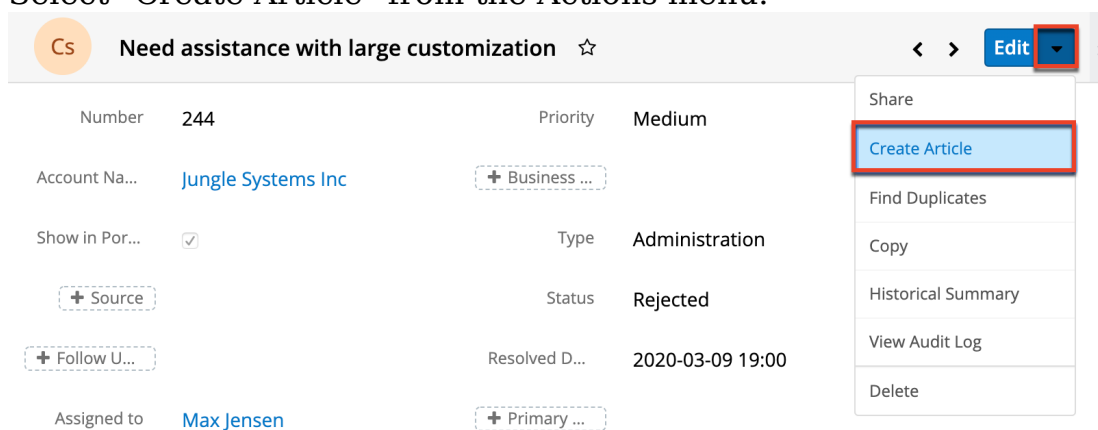 Select "Create Article" from the Actions menu.
Cs Need assistance with large customization Edit
Share
Number 244 Priority Medium
Create Article
Account Na... Jungle Systems Inc + Business ...
Find Duplicates
Show in Por... Type Administration
Copy
+ Source Status Rejected
Historical Summary
View Audit Log
+ Follow U... Resolved D... 2020-03-09 19:00
Delete
Assigned to Max Jensen + Primary ...